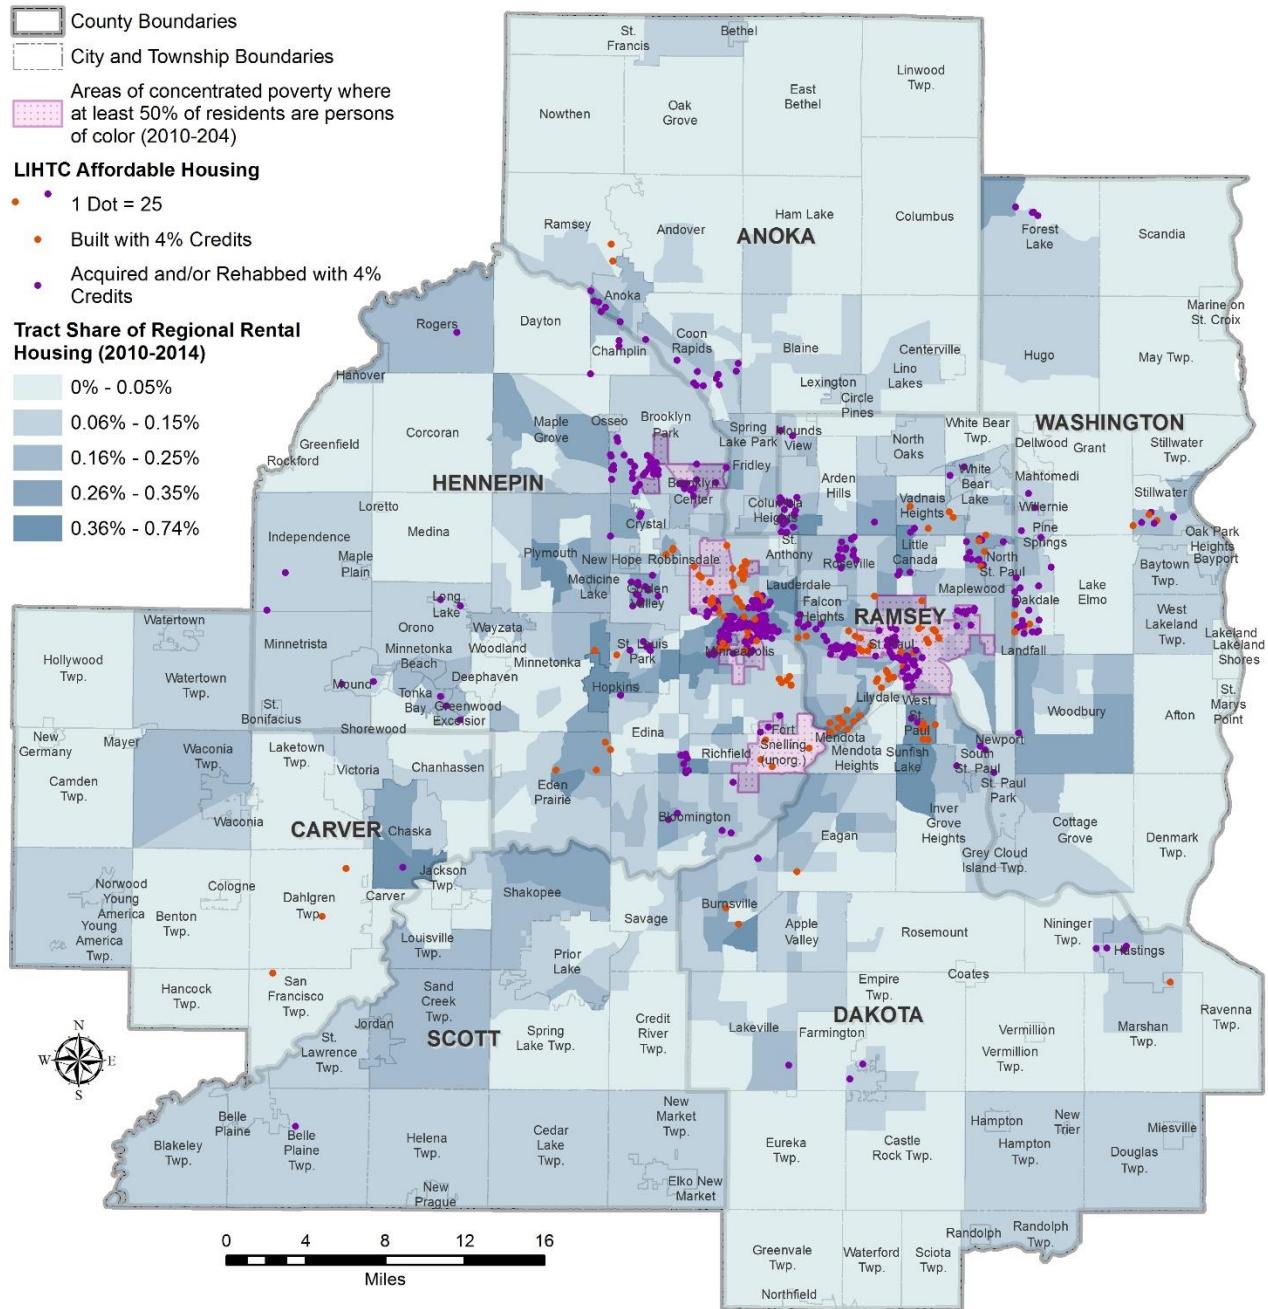 County Boundaries
City and Township Boundaries
Areas of concentrated poverty where
at least 50% of residents are persons
of color (2010-204)
LIHTC Affordable Housing
1 Dot = 25
Built with 4% Credits
Acquired and/or Rehabbed with 4%
Credits
Tract Share of Regional Rental
Housing (2010-2014)
0% - 0.05%
0.06% - 0.15%
0.16% - 0.25%
0.26% - 0.35%
0.36% - 0.74%
St.
Francis
Bethel
Linwood
Twp.
Nowthen
Oak
Grove
East
Bethel
Ramsey
Andover
Ham Lake
Columbus
ANOKA
Forest
Lake
Scandia
Anoka
Marine on
St. Croix
Rogers
Dayton
Champlin
Coon
Rapids
Blaine
Centerville
Lino
Lakes
Hugo
May Twp.
Hanover
Lexington
Circle
Pines
Greenfield
Rockford
Corcoran
Maple
Grove
Osseo
Brooklyn
Park
Spring
Lake Park
Mounds
View
North
Oaks
White Bear
Twp.
WASHINGTON
Dellwood
Grant
Stillwater
Twp.
HENNEPIN
Fridley
Brooklyn
Center
Arden
Hills
White
Bear
Lake
Mahtomedi
Stillwater
Loretto
Medina
Crystal
Columbia
Heights
Vadnais
Heights
Willernie
Pine
Springs
Independence
Maple
Plain
Plymouth
New Hope
Robbinsdale
St.
Anthony
Roseville
Little
Canada
North
St. Paul
Oak Park
Heights
Bayport
Baytown
Twp.
Medicine
Lake
Golden
Valley
Lauderdale
Falcon
Heights
Maplewood
Lake
Elmo
Oakdale
Watertown
Long
Lake
Orono
Wayzata
RAMSEY
West
Lakeland
Twp.
Hollywood
Twp.
Watertown
Twp.
Minnetrista
Minnetonka
Beach
Woodland
Minnetonka
St. Louis
Park
Minneapolis
St. Paul
Landfall
Lakeland
Lakeland
Shores
Mound
Tonka
Bay
Deephaven
Greenwood
Excelsior
Hopkins
Lilydale
West
St.
Paul
Woodbury
Afton
St.
Marys
Point
St.
Bonifacius
Shorewood
Edina
Fort
Snelling
(unorg.)
Richfield
Mendota
Mendota
Heights
Sunfish
Lake
Newport
South
St. Paul
St. Paul
Park
New
Germany
Mayer
Waconia
Twp.
Laketown
Twp.
Victoria
Chanhassen
Camden
Twp.
Eden
Prairie
Waconia
CARVER
Chaska
Bloomington
Eagan
Inver
Grove
Heights
Cottage
Grove
Grey Cloud
Island Twp.
Denmark
Twp.
Norwood
Young
America
Young
America
Twp.
Cologne
Benton
Twp.
Dahlgren
Twp.
Carver
Jackson
Twp.
Shakopee
Louisville
Twp.
Savage
Burnsville
Apple
Valley
Rosemount
Nininger
Twp.
Hastings
Hancock
Twp.
San
Francisco
Twp.
Sand
Creek
Twp.
Prior
Lake
Coates
Empire
Twp.
DAKOTA
Ravenna
Twp.
Jordan
St.
Lawrence
Twp.
SCOTT
Spring
Lake Twp.
Credit
River
Twp.
Lakeville
Farmington
Vermillion
Vermillion
Twp.
Marshan
Twp.
Belle
Plaine
Blakeley
Twp.
Belle
Plaine
Twp.
Helena
Twp.
New
Prague
Cedar
Lake
Twp.
New
Market
Twp.
Elko New
Market
Eureka
Twp.
Castle
Rock Twp.
Hampton
Hampton
Twp.
New
Trier
Douglas
Twp.
Miesville
Randolph
Randolph
Twp.
Greenvale
Twp.
Waterford
Twp.
Sciota
Twp.
Northfield
N
W
E
S
0
4
8
12
16
Miles